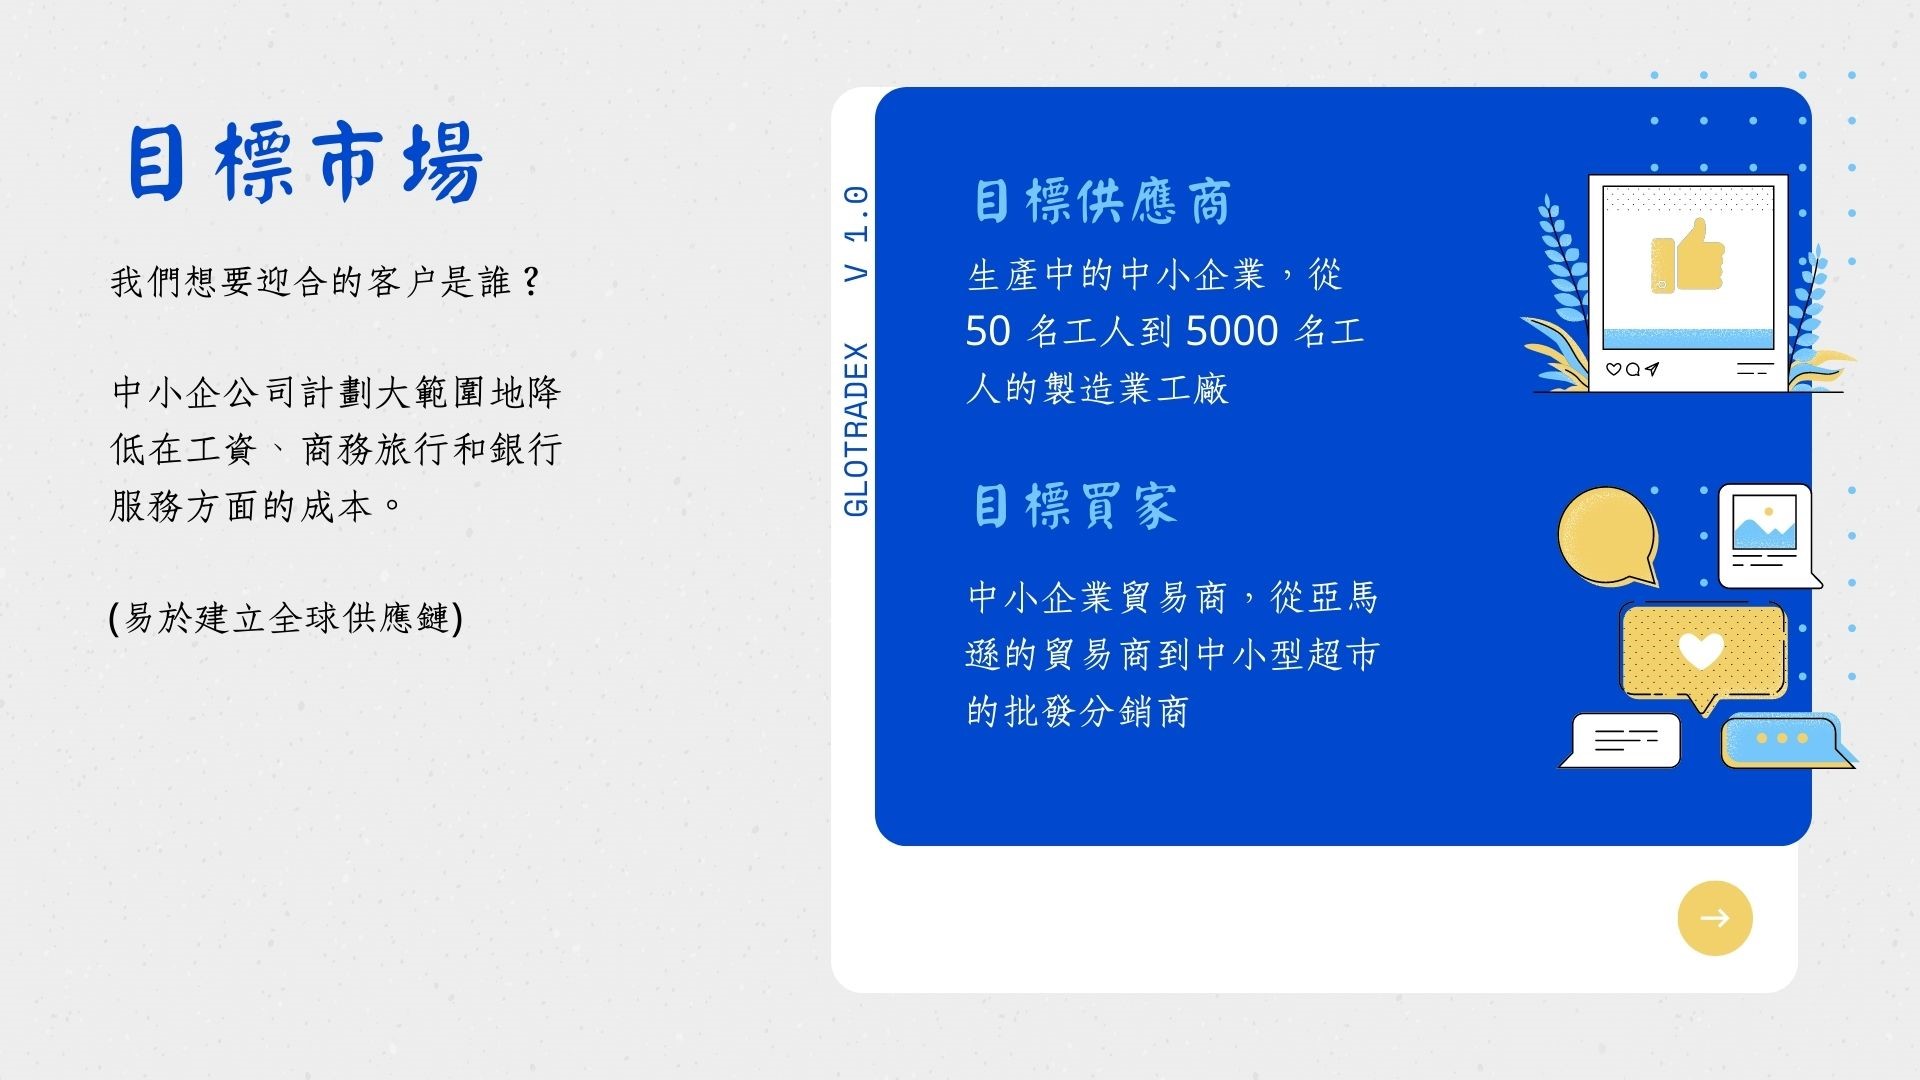 目標市場
我們想要迎合的客户是誰？
中小企公司計劃大範圍地降
低在工資、商務旅行和銀行
服務方面的成本。
(易於建立全球供應鏈)
GLOTRADEX V 1.0
目標供應商
生產中的中小企業，從
50 名工人到 5000 名工
人的製造業工廠
目標買家
中小企業貿易商，從亞馬
遜的貿易商到中小型超市
的批發分銷商